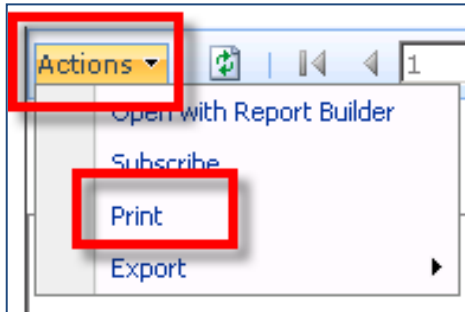 Actions 1
Open with Report Builder
Subscribe
Print
Export